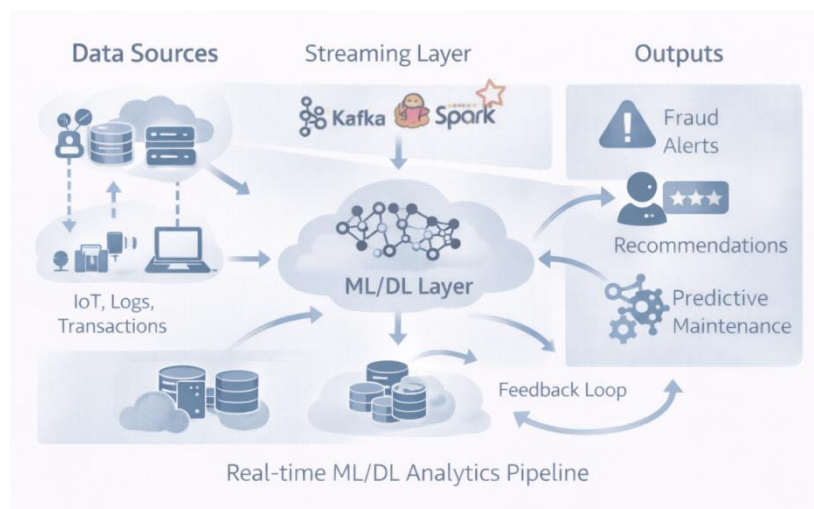 Data Sources
Streaming Layer
Outputs
Kafka
Spark
Fraud
Alerts
Recommendations
ML/DL Layer
IoT, Logs,
Transactions
Predictive
Maintenance
Feedback Loop
Real-time ML/DL Analytics Pipeline